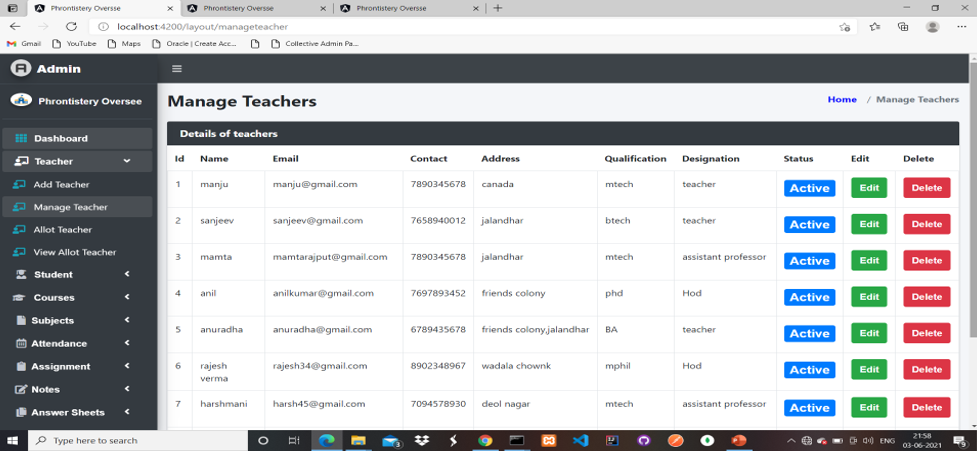 Phrontistery Oversee
Phrontistery Oversse
Phrontistery Oversse
localhost:4200/layout/manageteacher
Gmail YouTube Maps Oracle | Create Acc... Collective Admin Pa...
Admin
Phrontistery Oversee
Dashboard
Teacher
Add Teacher
Manage Teacher
Allot Teacher
View Allot Teacher
Student
Courses
Subjects
Attendance
Assignment
Notes
Answer Sheets
Manage Teachers
Home / Manage Teachers
Details of teachers
Id Name Email Contact Address Qualification Designation Status Edit Delete
1 manju manju@gmail.com 7890345678 canada mtech teacher Active Edit Delete
2 sanjeev sanjeev@gmail.com 7658940012 jalandhar btech teacher Active Edit Delete
3 mamta mamtarajput@gmail.com 7890345678 jalandhar mtech assistant professor Active Edit Delete
4 anil anilkumar@gmail.com 7697893452 friends colony phd Hod Active Edit Delete
5 anuradha anuradha@gmail.com 6789435678 friends colony,jalandhar BA teacher Active Edit Delete
6 rajesh rajesh34@gmail.com 8902348967 wadala chownk mphil Hod Active Edit Delete
verma
7 harshmani harsh45@gmail.com 7094578930 deol nagar mtech assistant professor Active Edit Delete
Type here to search
ENG
21:58
03-06-2021